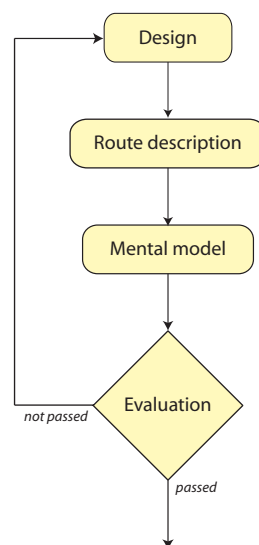 Design
Route description
Mental model
Evaluation
not passed
passed